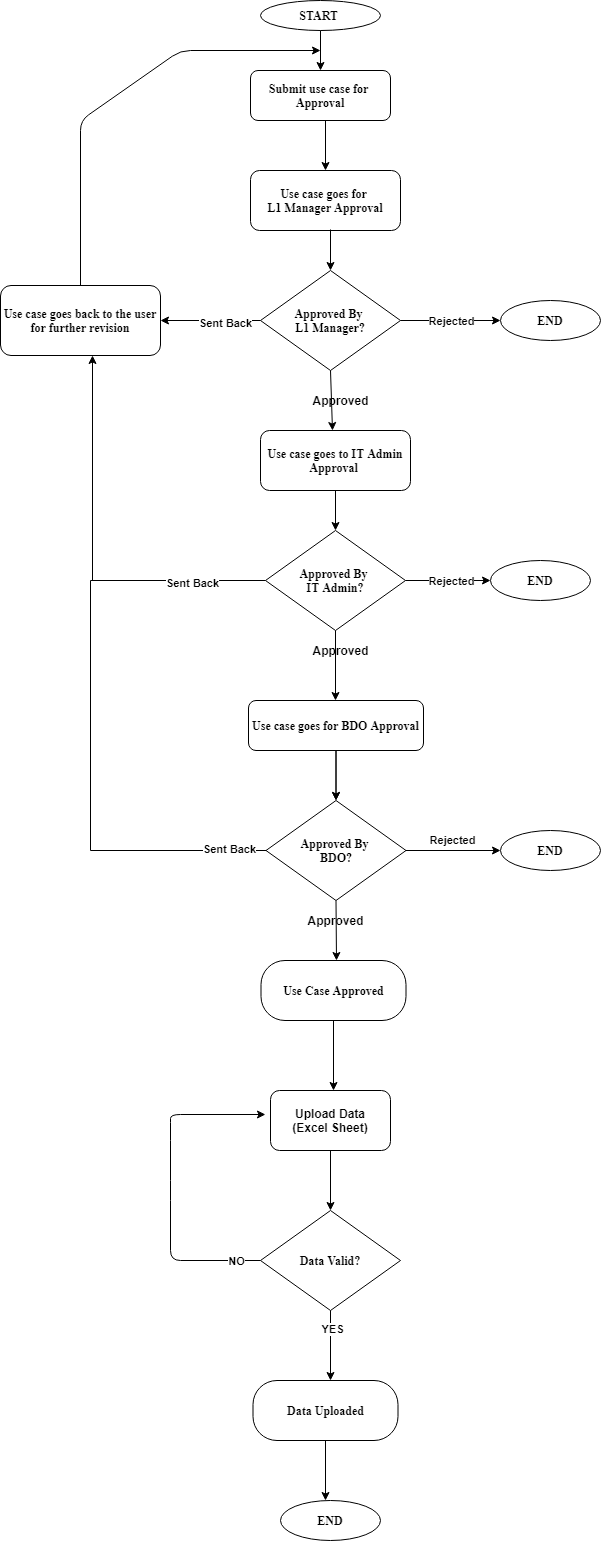 START
Submit use case for
Approval
Use case goes for
L1 Manager Approval
Use case goes back to the user
for further revision
Sent Back
Approved By
L1 Manager?
Rejected
END
Approved
Use case goes to IT Admin
Approval
Sent Back
Approved By
IT Admin?
Rejected
END
Approved
Use case goes for BDO Approval
Sent Back
Approved By
BDO?
Rejected
END
Approved
Use Case Approved
Upload Data
(Excel Sheet)
NO
Data Valid?
YES
Data Uploaded
END